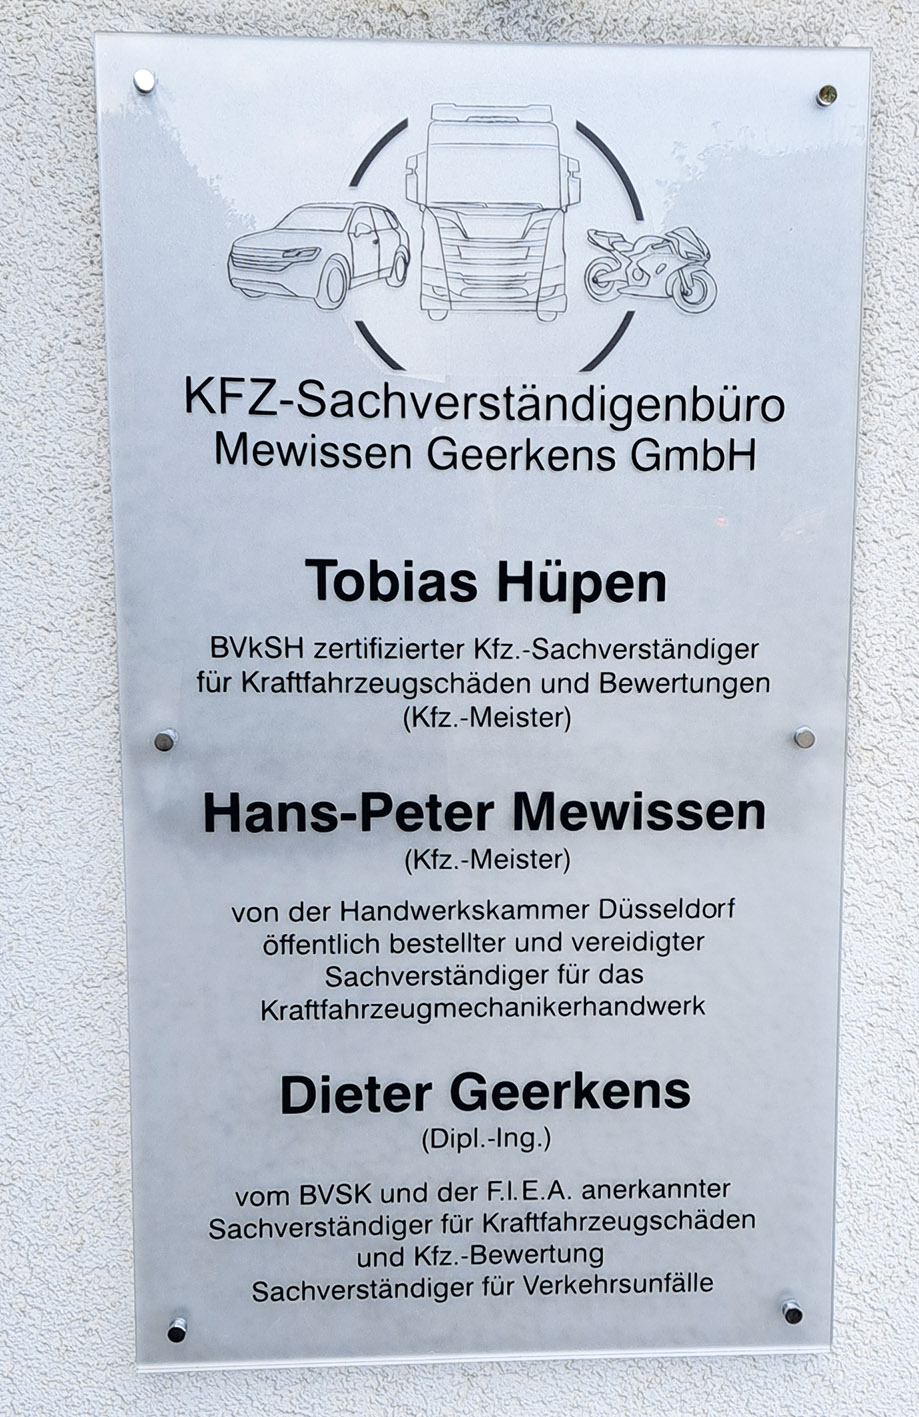 KFZ-Sachverständigenbüro
Mewissen Geerkens GmbH
Tobias Hüpen
BVkSH zertifizierter Kfz.-Sachverständiger
für Kraftfahrzeugschäden und Bewertungen
(Kfz.-Meister)
Hans-Peter Mewissen
(Kfz.-Meister)
von der Handwerkskammer Düsseldorf
öffentlich bestellter und vereidigter
Sachverständiger für das
Kraftfahrzeugmechanikerhandwerk
Dieter Geerkens
(Dipl.-Ing.)
vom BVSK und der F.I.E.A. anerkannter
Sachverständiger für Kraftfahrzeugschäden
und Kfz.-Bewertung
Sachverständiger für Verkehrsunfälle